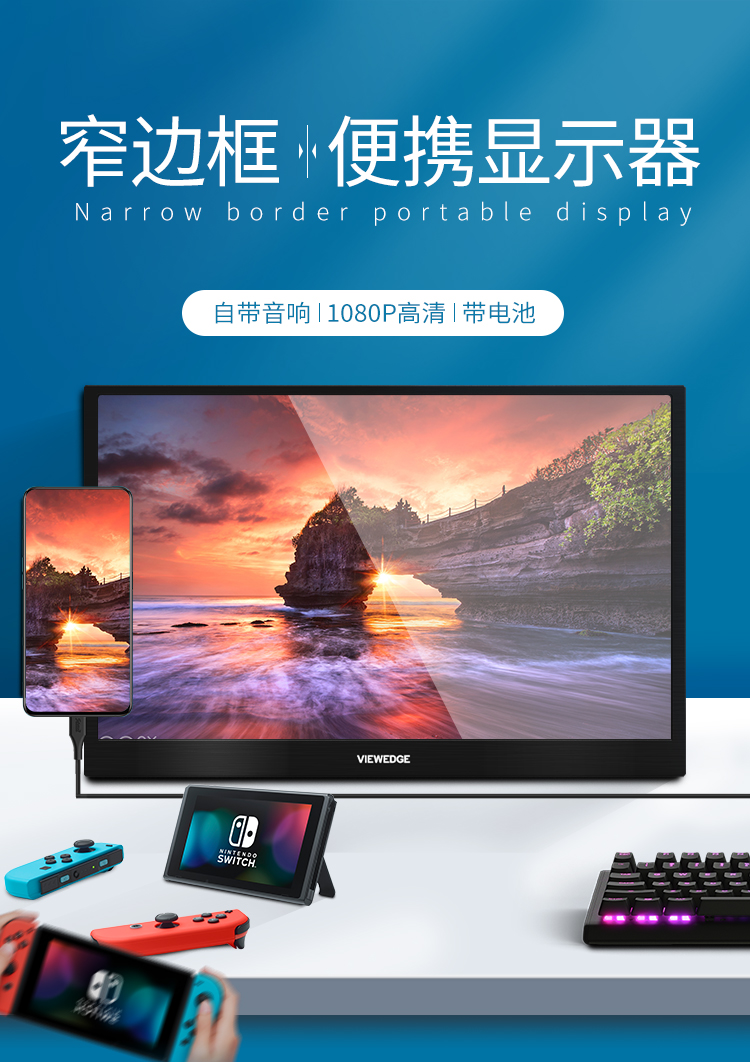 窄边框 便携显示器
Narrow border portable display
自带音响 | 1080P高清 | 带电池
VIEWEDGE
NINTENDO
SWITCH